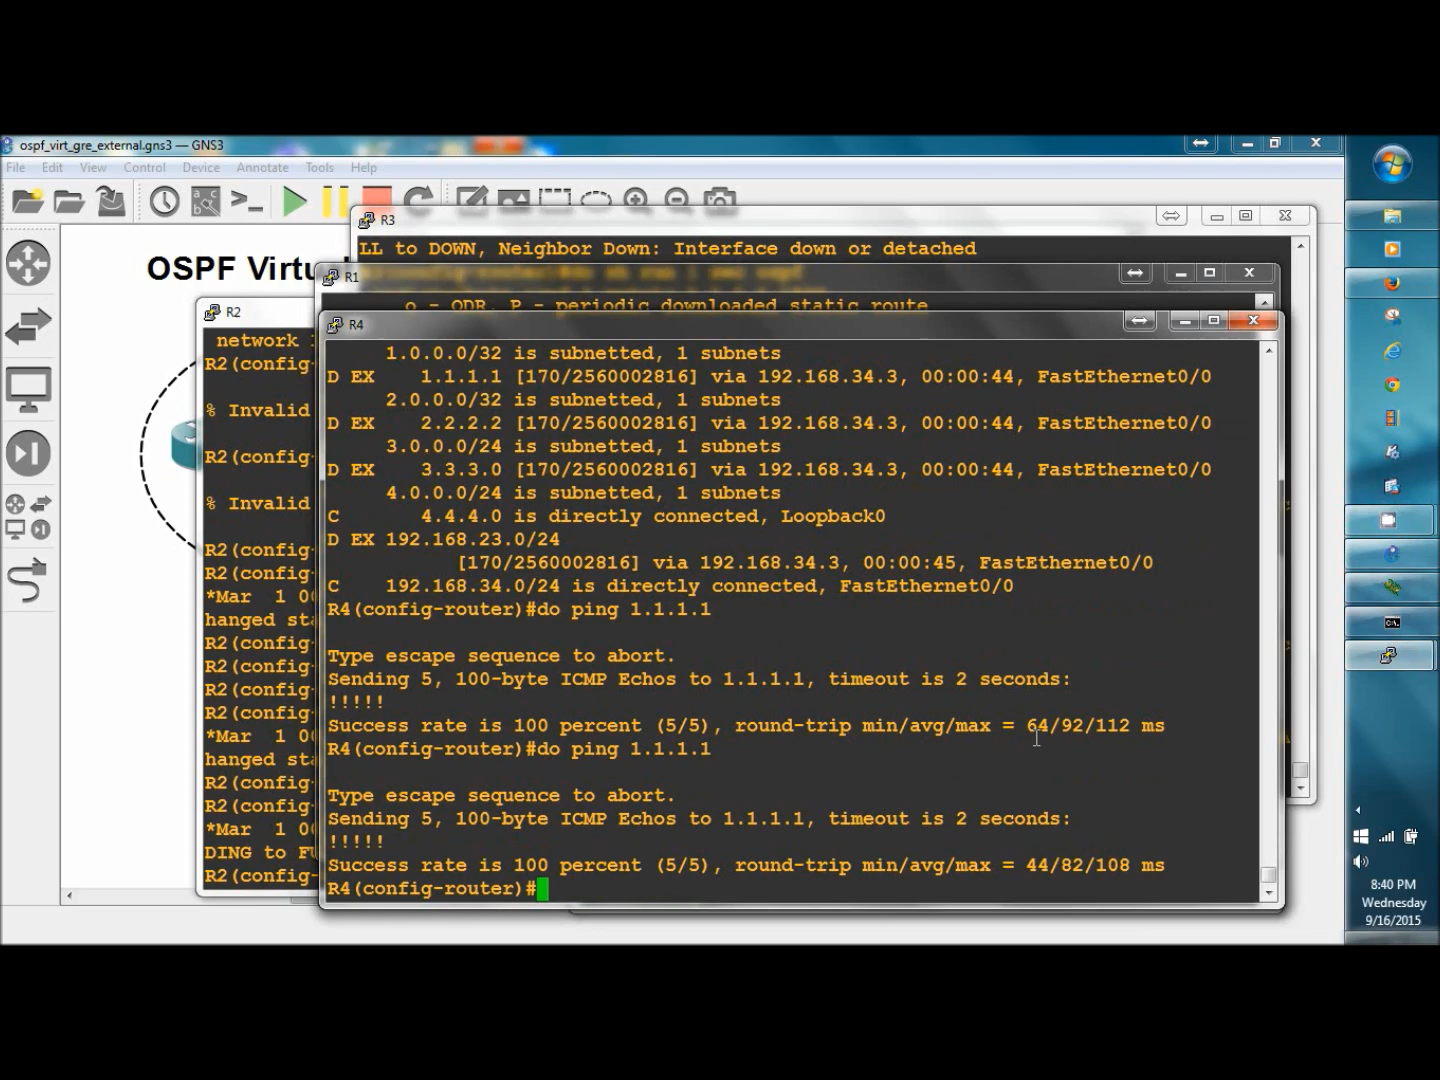 ospf_virt_gre_external.gns3 — GNS3
File Edit View Control Annotate Device Tools Help
OSPF Virtu
R3
LL to DOWN, Neighbor Down: Interface down or detached
R1
o - ODR, P - periodic downloaded static route
R2
network
R2(config-
% Invalid
R2(config-
% Invalid
R2(config-
R2(config-
*Mar 1 00
hanged sta
R2(config-
R2(config-
R2(config-
R2(config-
*Mar 1 00
hanged sta
R2(config-
R2(config-
*Mar 1 00
DING to FU
R2(config-
R4
1.0.0.0/32 is subnetted, 1 subnets
D EX 1.1.1.1 [170/2560002816] via 192.168.34.3, 00:00:44, FastEthernet0/0
2.0.0.0/32 is subnetted, 1 subnets
D EX 2.2.2.2 [170/2560002816] via 192.168.34.3, 00:00:44, FastEthernet0/0
3.0.0.0/24 is subnetted, 1 subnets
D EX 3.3.3.0 [170/2560002816] via 192.168.34.3, 00:00:44, FastEthernet0/0
4.0.0.0/24 is subnetted, 1 subnets
C 4.4.4.0 is directly connected, Loopback0
D EX 192.168.23.0/24
[170/2560002816] via 192.168.34.3, 00:00:45, FastEthernet0/0
C 192.168.34.0/24 is directly connected, FastEthernet0/0
R4(config-router)#do ping 1.1.1.1
Type escape sequence to abort.
Sending 5, 100-byte ICMP Echos to 1.1.1.1, timeout is 2 seconds:
!!!!!
Success rate is 100 percent (5/5), round-trip min/avg/max = 64/92/112 ms
R4(config-router)#do ping 1.1.1.1
Type escape sequence to abort.
Sending 5, 100-byte ICMP Echos to 1.1.1.1, timeout is 2 seconds:
!!!!!
Success rate is 100 percent (5/5), round-trip min/avg/max = 44/82/108 ms
R4(config-router)#
8:40 PM
Wednesday
9/16/2015